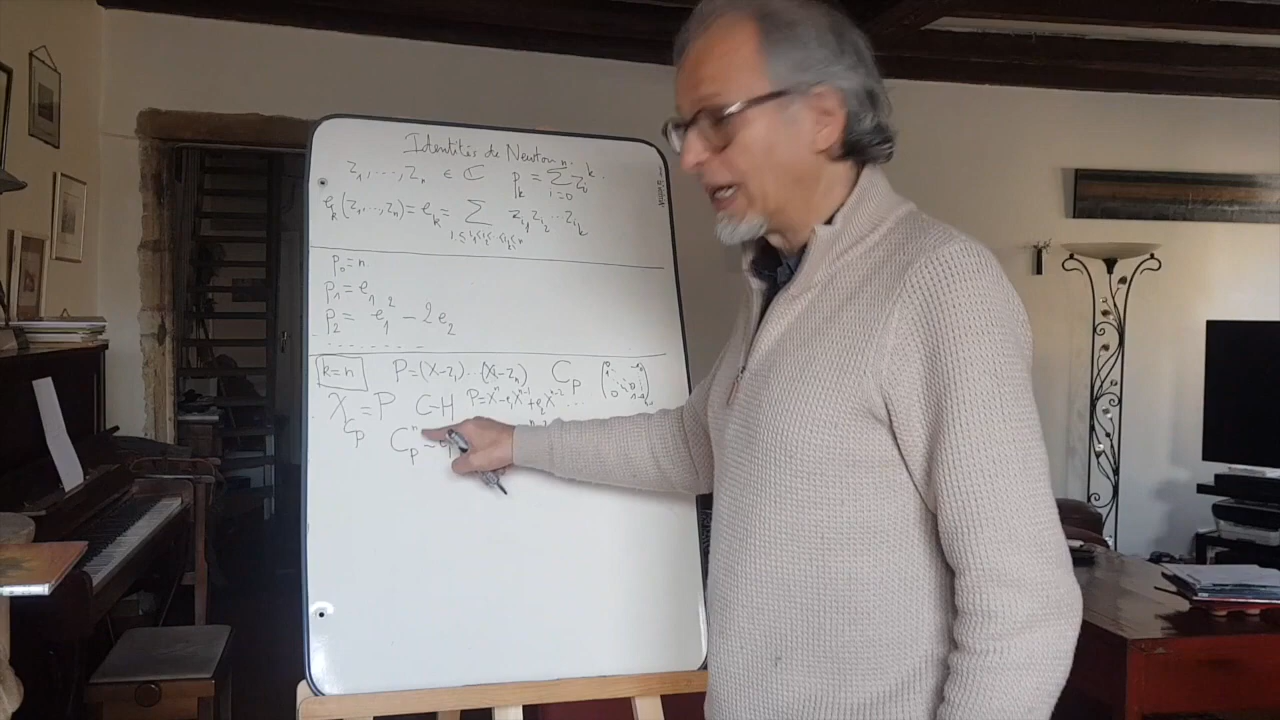 Identités de Newton
z_1, ..., z_n ∈ ℂ p_k = ∑_{i=0}^{n} z_i^k.
e_k(z_1, ..., z_n) = e_k = ∑_{1≤i_1<i_2<...<i_k≤n} z_{i_1} z_{i_2} ... z_{i_k}
p_0 = n
p_1 = e_1
p_2 = e_1^2 - 2e_2
.........
k=n P=(X-z_1)...(X-z_n) C_P
χ_{C_P} = P C-H P=X^n-e_1X^{n-1}+e_2X^{n-2}...
C_P^n - e_1